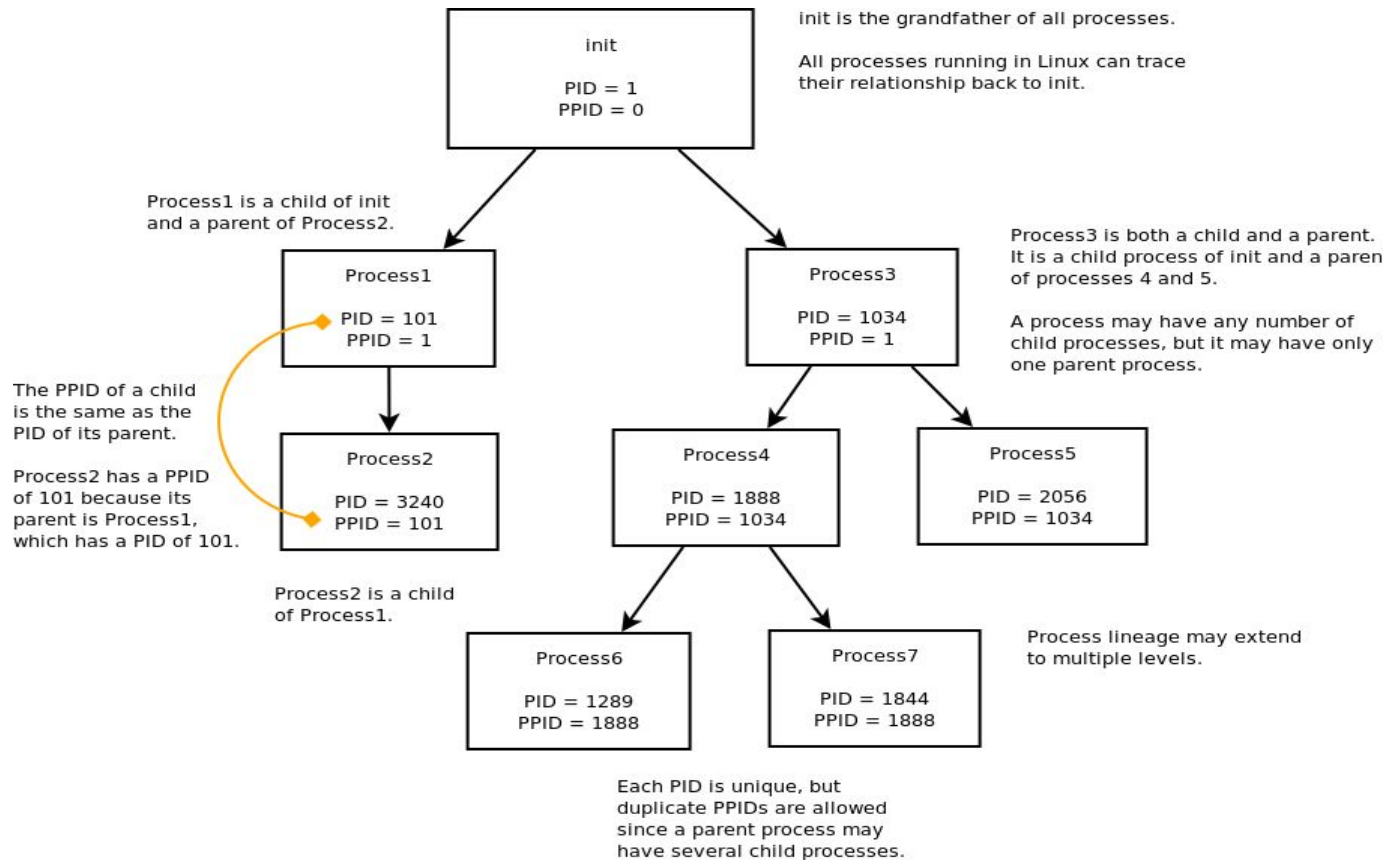 init
PID = 1
PPID = 0
init is the grandfather of all processes.
All processes running in Linux can trace
their relationship back to init.
Process1 is a child of init
and a parent of Process2.
Process1
PID = 101
PPID = 1
Process3
PID = 1034
PPID = 1
Process3 is both a child and a parent.
It is a child process of init and a paren
of processes 4 and 5.
A process may have any number of
child processes, but it may have only
one parent process.
The PPID of a child
is the same as the
PID of its parent.
Process2 has a PPID
of 101 because its
parent is Process1,
which has a PID of 101.
Process2
PID = 3240
PPID = 101
Process2 is a child
of Process1.
Process4
PID = 1888
PPID = 1034
Process5
PID = 2056
PPID = 1034
Process6
PID = 1289
PPID = 1888
Process7
PID = 1844
PPID = 1888
Process lineage may extend
to multiple levels.
Each PID is unique, but
duplicate PPIDs are allowed
since a parent process may
have several child processes.